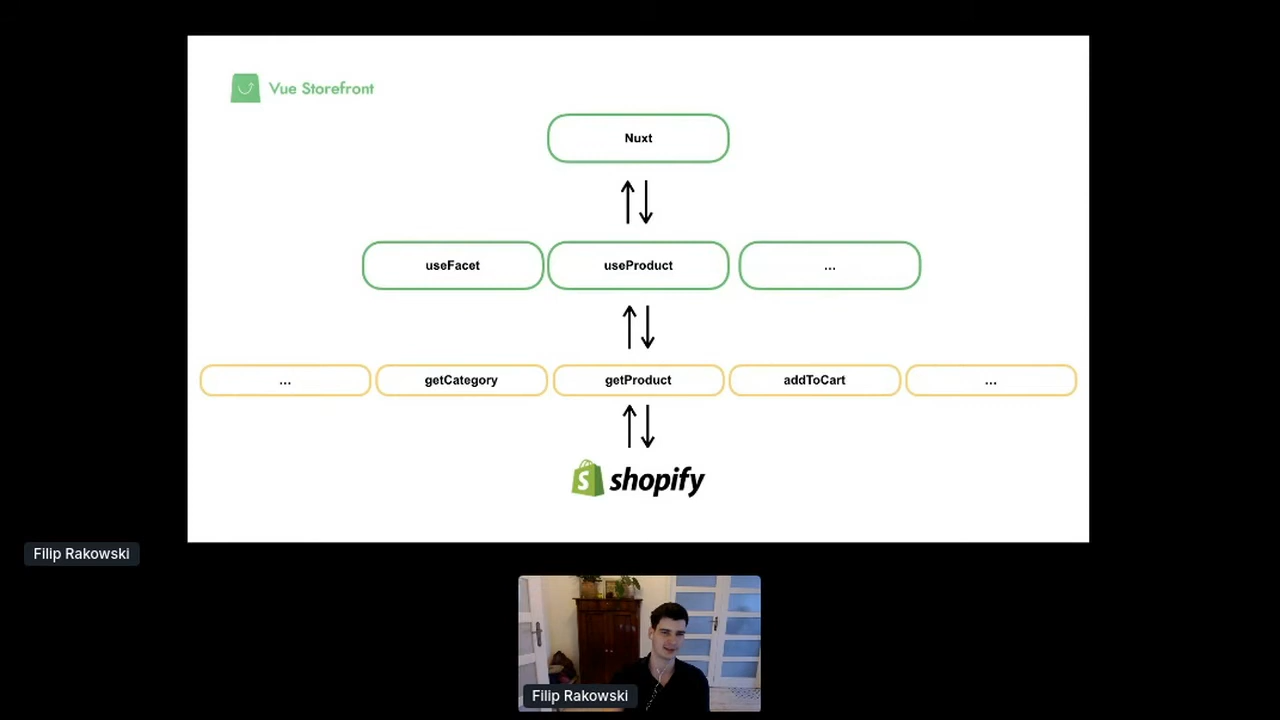 Vue Storefront
Nuxt
useFacet
useProduct
...
...
getCategory
getProduct
addToCart
...
shopify
Filip Rakowski
Filip Rakowski